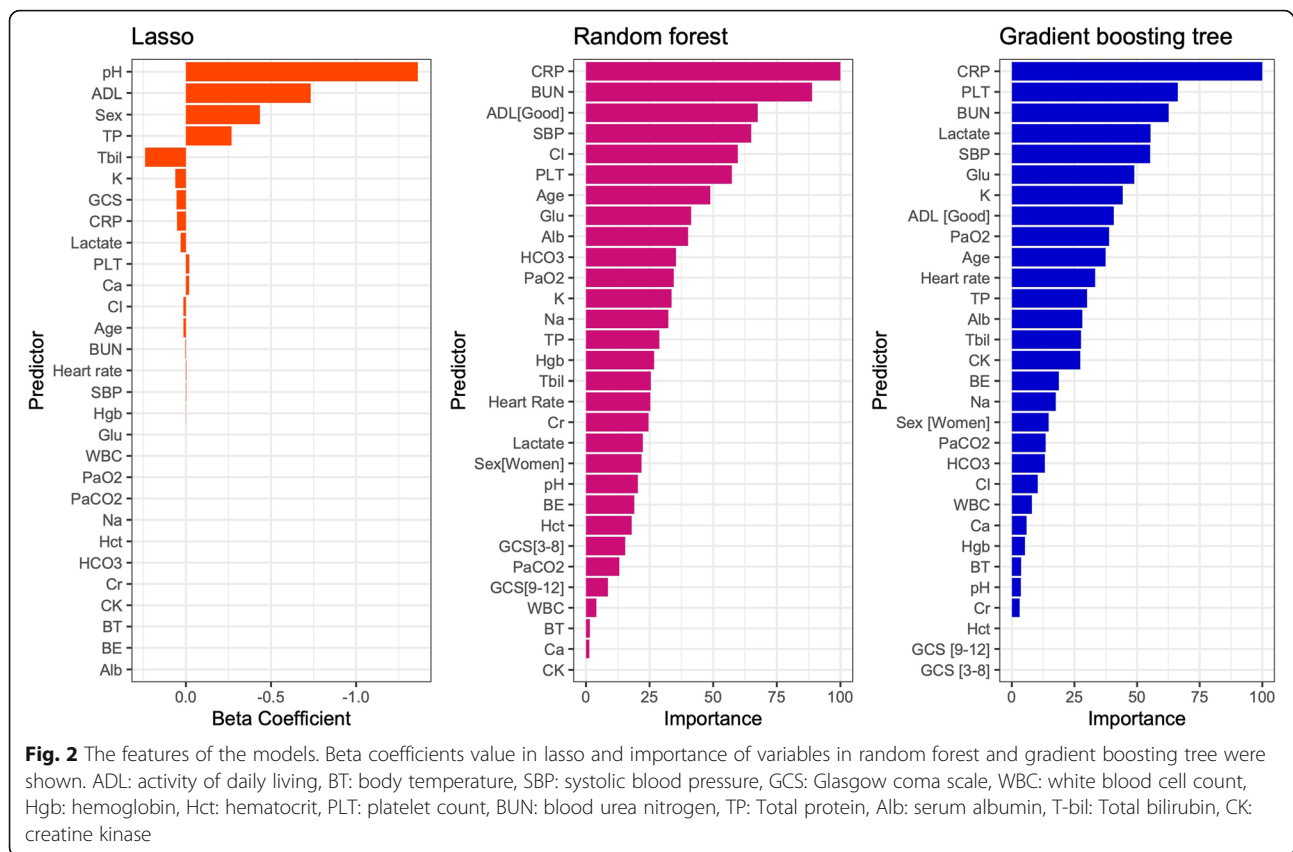 Lasso
Predictor
pH
ADL
Sex
TP
Tbil
K
GCS
CRP
Lactate
PLT
Ca
Cl
Age
BUN
Heart rate
SBP
Hgb
Glu
WBC
PaO2
PaCO2
Na
Hct
HCO3
Cr
CK
BT
BE
Alb
0.0 -0.5 -1.0
Beta Coefficient
Random forest
Predictor
CRP
BUN
ADL[Good]
SBP
Cl
PLT
Age
Glu
Alb
HCO3
PaO2
K
Na
TP
Hgb
Tbil
Heart Rate
Cr
Lactate
Sex[Women]
pH
BE
Hct
GCS[3-8]
PaCO2
GCS[9-12]
WBC
BT
Ca
CK
0 25 50 75 100
Importance
Gradient boosting tree
Predictor
CRP
PLT
BUN
Lactate
SBP
Glu
K
ADL [Good]
PaO2
Age
Heart rate
TP
Alb
Tbil
CK
BE
Na
Sex [Women]
PaCO2
HCO3
Cl
WBC
Ca
Hgb
BT
pH
Cr
Hct
GCS [9-12]
GCS [3-8]
0 25 50 75 100
Importance
Fig. 2 The features of the models. Beta coefficients value in lasso and importance of variables in random forest and gradient boosting tree were
shown. ADL: activity of daily living, BT: body temperature, SBP: systolic blood pressure, GCS: Glasgow coma scale, WBC: white blood cell count,
Hgb: hemoglobin, Hct: hematocrit, PLT: platelet count, BUN: blood urea nitrogen, TP: Total protein, Alb: serum albumin, T-bil: Total bilirubin, CK:
creatine kinase